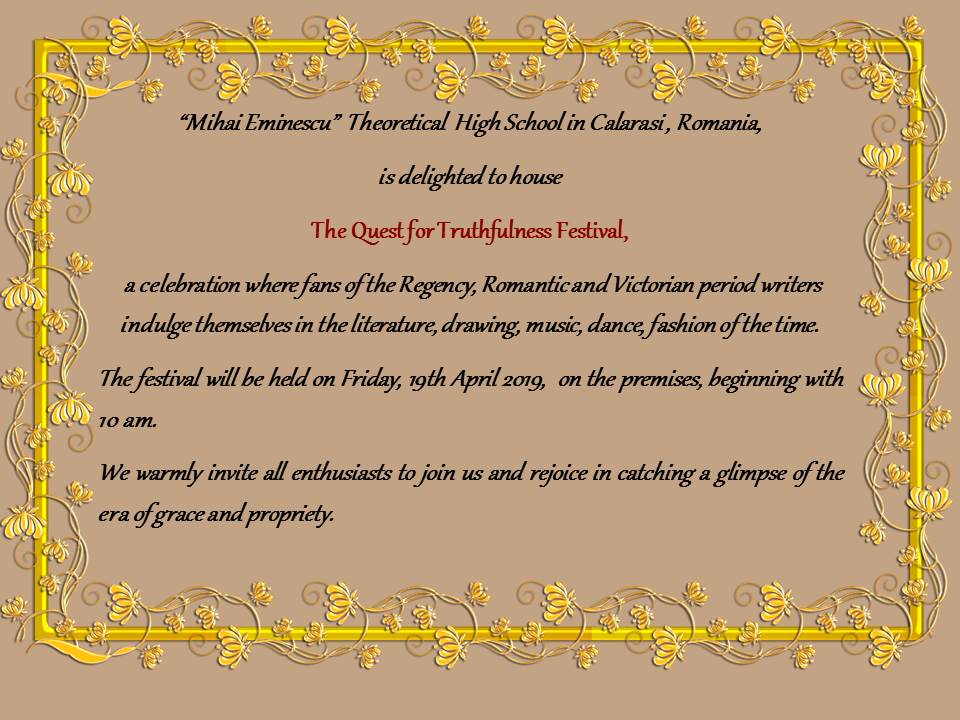 “Mihai Eminescu” Theoretical High School in Calarasi , Romania,
is delighted to house
The Quest for Truthfulness Festival,
a celebration where fans of the Regency, Romantic and Victorian period writers
indulge themselves in the literature, drawing, music, dance, fashion of the time.
The festival will be held on Friday, 19th April 2019, on the premises, beginning with
10 am.
We warmly invite all enthusiasts to join us and rejoice in catching a glimpse of the
era of grace and propriety.